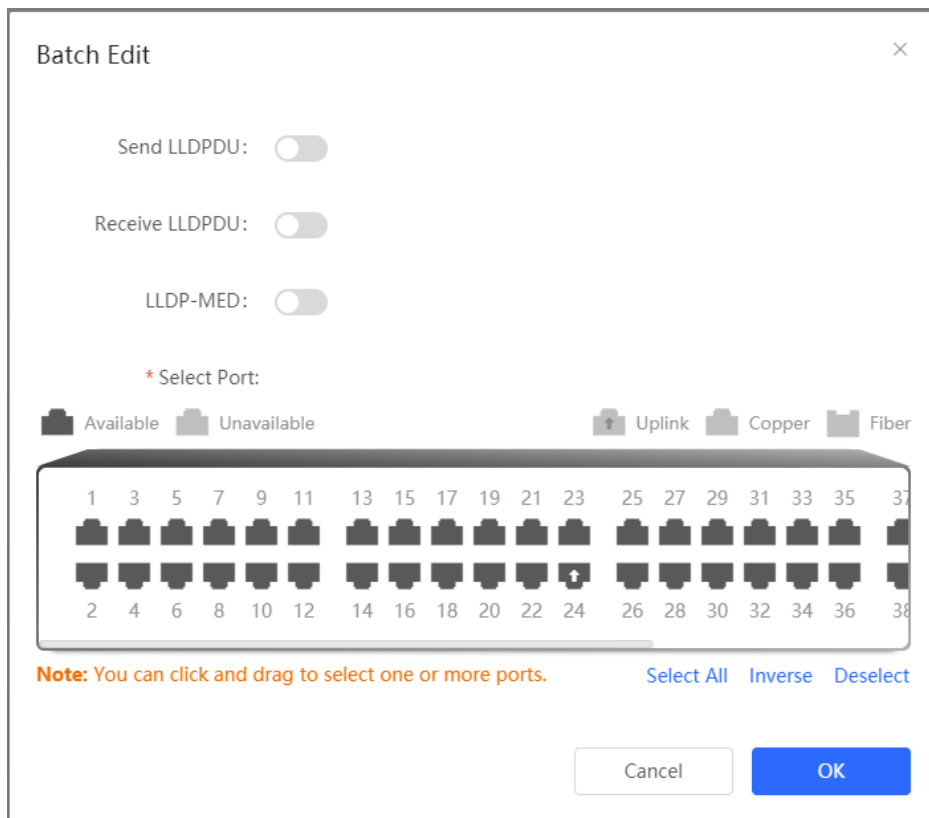 Batch Edit
Send LLDPDU:
Receive LLDPDU:
LLDP-MED:
* Select Port:
Available Unavailable Uplink Copper Fiber
1 3 5 7 9 11 13 15 17 19 21 23 25 27 29 31 33 35 37
2 4 6 8 10 12 14 16 18 20 22 24 26 28 30 32 34 36 38
Note: You can click and drag to select one or more ports. Select All Inverse Deselect
Cancel OK